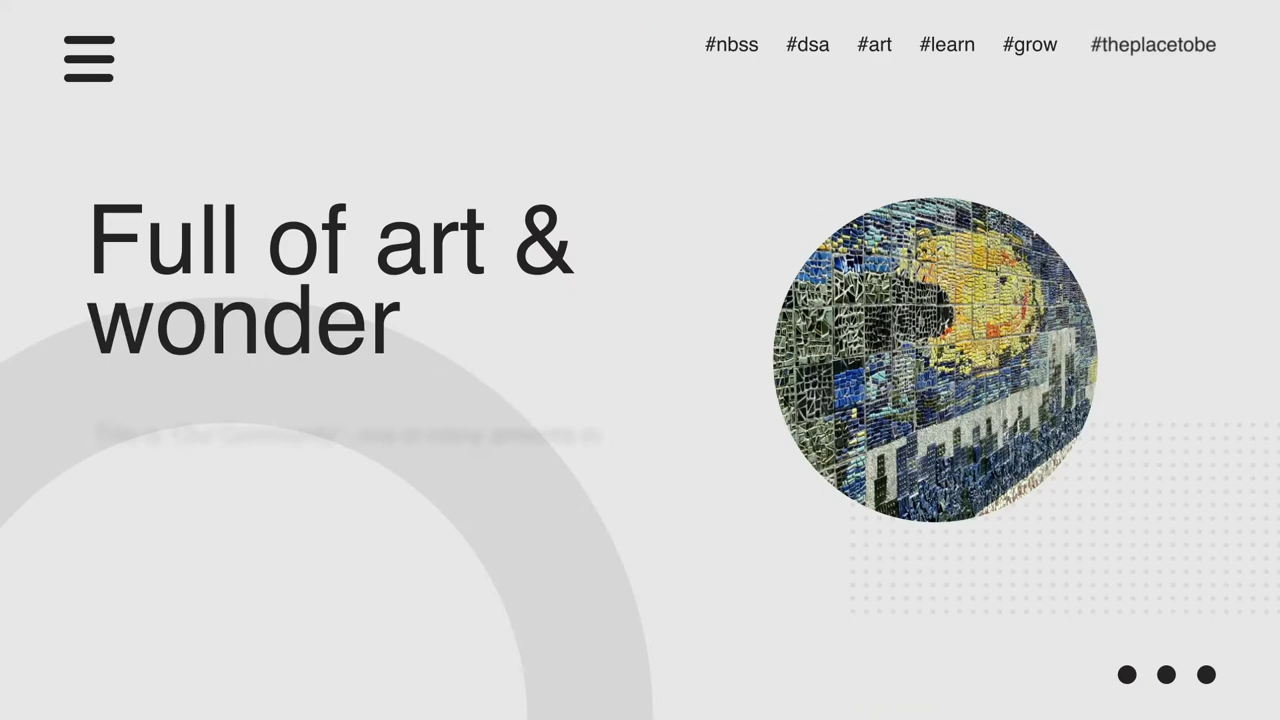 #nbss #dsa #art #learn #grow #theplacetobe
Full of art &
wonder